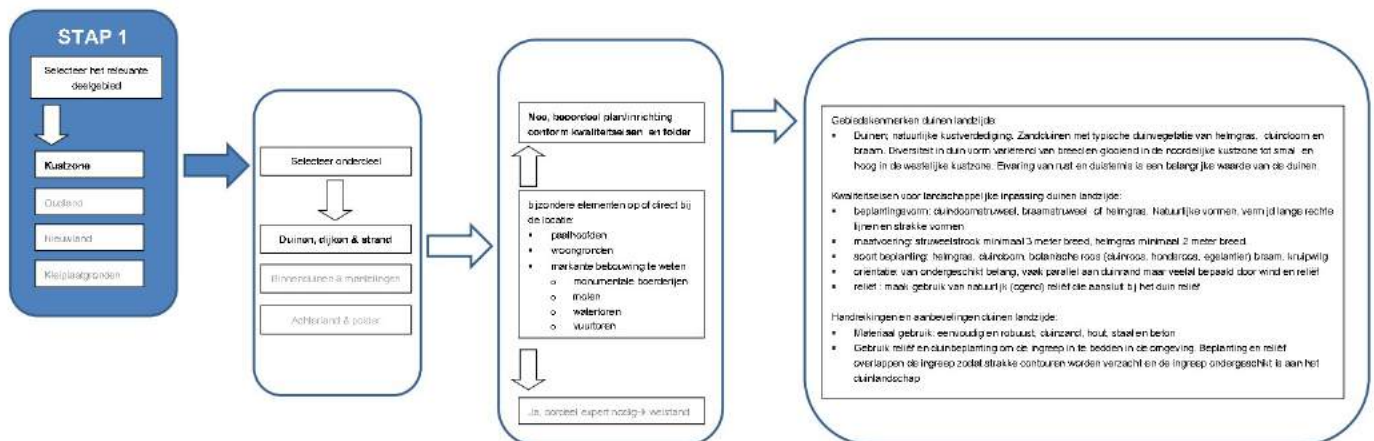 STAP 1
Selecteer het relevante
deelgebied
Kustzone
Oudland
Nieuwland
Kleiplaatgronden
Selecteer onderdeel
Duinen, dijken & strand
Binnenduinen & mantelingen
Achterland & polder
Nee, beoordeel plan/inrichting
conform kwaliteitseisen en folder
bijzondere elementen op of direct bij
de locatie:
• paalhoofden
• woongronden
• markante bebouwing te weten
o monumentale boerderijen
o molen
o watertoren
o vuurtoren
Ja, oordeel expert nodig→ welstand
Gebiedskenmerken duinen landzijde:
• Duinen; natuurlijke kustverdediging. Zandduinen met typische duinvegetatie van helmgras, duindoorn en
braam. Diversiteit in duin vorm variërend van breed en glooiend in de noordelijke kustzone tot smal en
hoog in de westelijke kustzone. Ervaring van rust en duisternis is een belangrijke waarde van de duinen.
Kwaliteitseisen voor landschappelijke inpassing duinen landzijde:
• beplantingsvorm: duindoornstruweel, braamstruweel of helmgras. Natuurlijke vormen, vermijd lange rechte
lijnen en strakke vormen
• maatvoering: struweelstrook minimaal 3 meter breed, helmgras minimaal 2 meter breed.
• soort beplanting: helmgras, duindoorn, botanische roos (duinroos, hondsroos, egelantier) braam, kruipwilg
• oriëntatie: van ondergeschikt belang, vaak parallel aan duinrand maar veelal bepaald door wind en reliëf
• reliëf : maak gebruik van natuurlijk (ogend) reliëf die aansluit bij het duin reliëf
Handreikingen en aanbevelingen duinen landzijde:
• Materiaal gebruik: eenvoudig en robuust, duinzand, hout, staal en beton
• Gebruik reliëf en duinbeplanting om de ingreep in te bedden in de omgeving. Beplanting en reliëf
overlappen de ingreep zodat strakke contouren worden verzacht en de ingreep ondergeschikt is aan het
duinlandschap